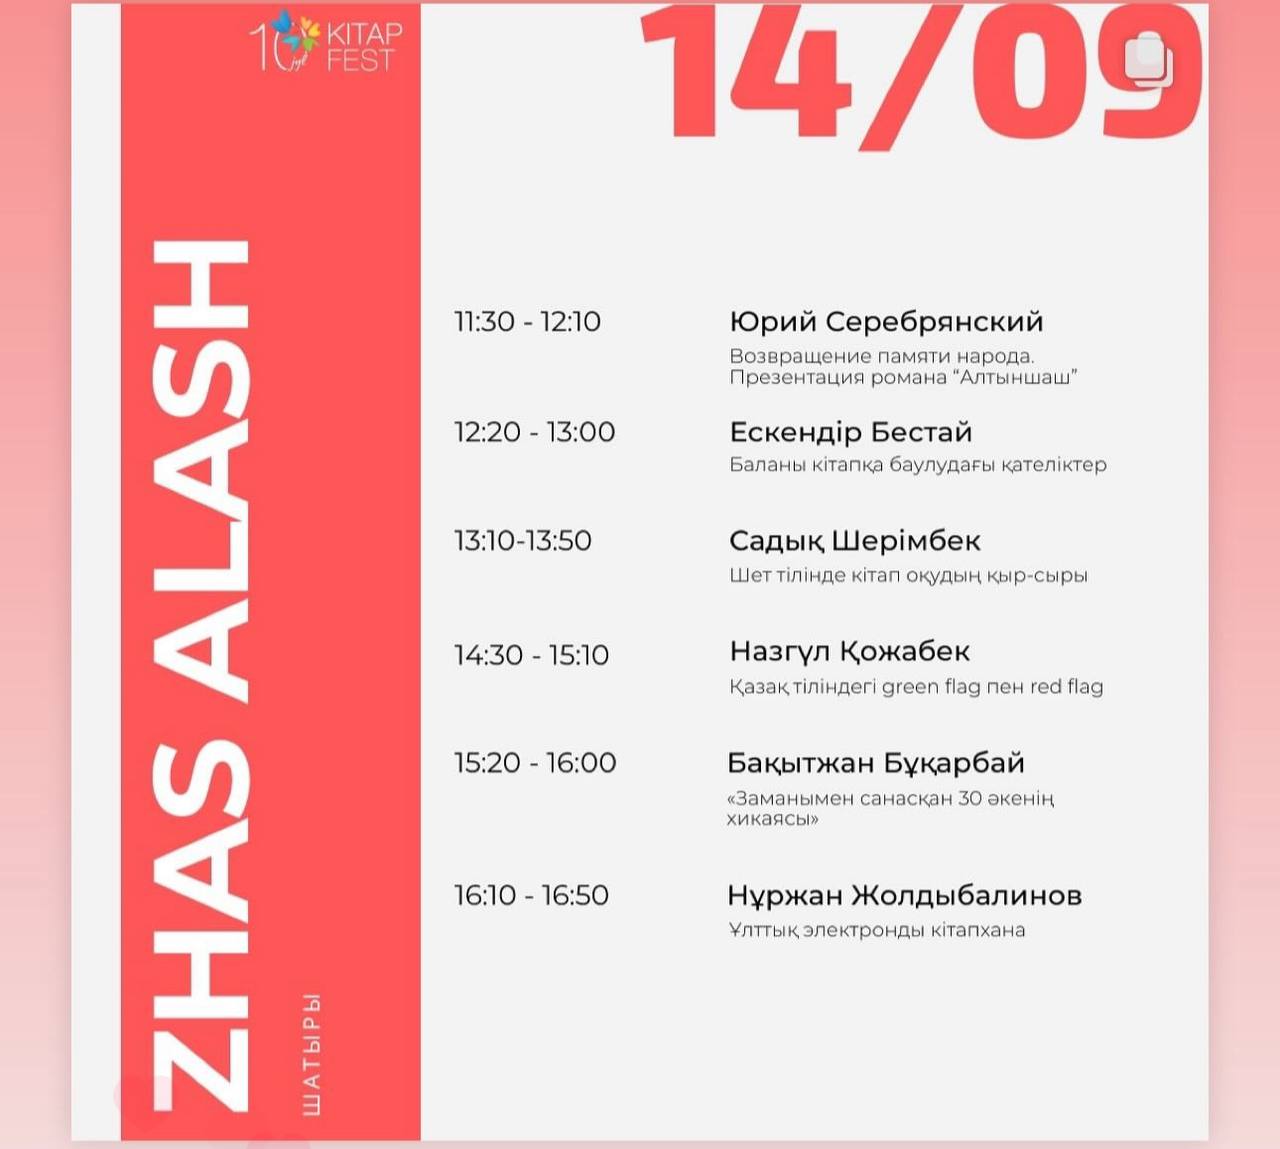 10 KITAP
jyl FEST
14/09
ZHAS ALASH
ШАТЫРЫ
11:30 - 12:10
Юрий Серебрянский
Возвращение памяти народа.
Презентация романа “Алтыншаш”
12:20 - 13:00
Ескендір Бестай
Баланы кітапқа баулудағы қателіктер
13:10-13:50
Садық Шерімбек
Шет тілінде кітап оқудың қыр-сыры
14:30 - 15:10
Назгүл Қожабек
Қазақ тіліндегі green flag пен red flag
15:20 - 16:00
Бақытжан Бұқарбай
«Заманымен санасқан 30 әкенің
хикаясы»
16:10 - 16:50
Нұржан Жолдыбалинов
Ұлттық электронды кітапхана